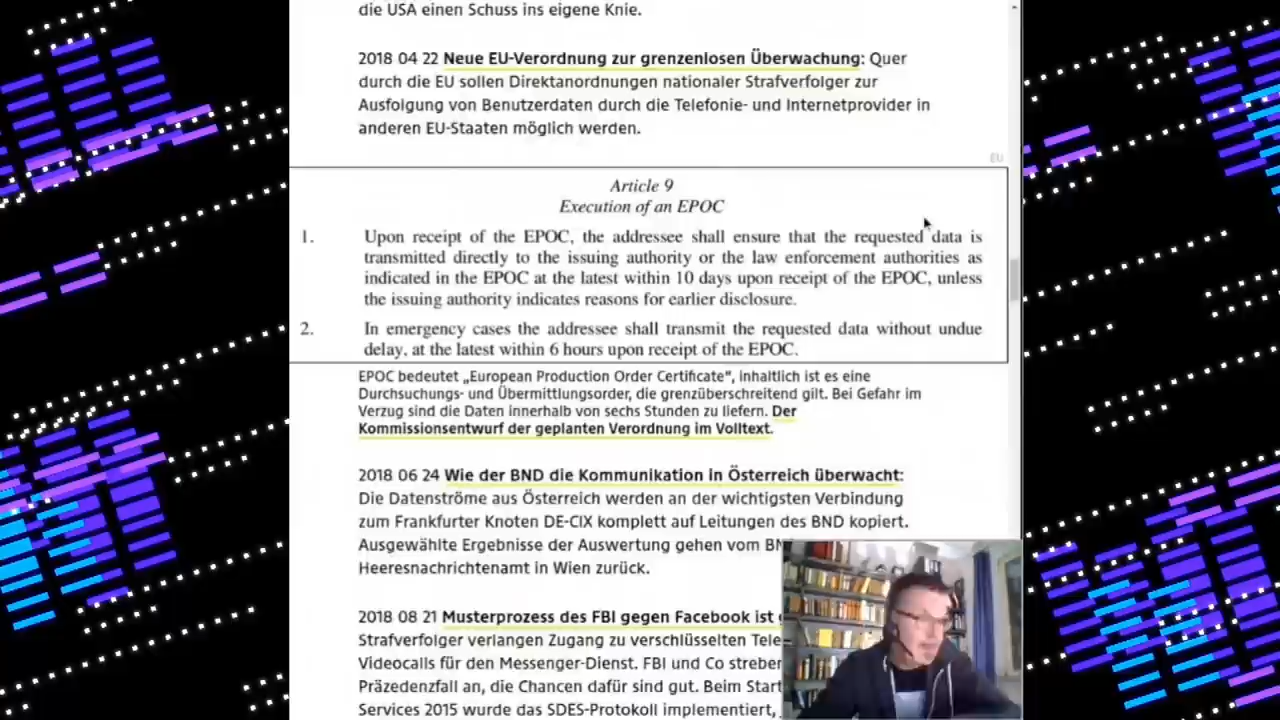 die USA einen Schuss ins eigene Knie.
2018 04 22 Neue EU-Verordnung zur grenzenlosen Überwachung: Quer
durch die EU sollen Direktanordnungen nationaler Strafverfolger zur
Ausfolgung von Benutzerdaten durch die Telefonie- und Internetprovider in
anderen EU-Staaten möglich werden.
EU
Article 9
Execution of an EPOC
1. Upon receipt of the EPOC, the addressee shall ensure that the requested data is
transmitted directly to the issuing authority or the law enforcement authorities as
indicated in the EPOC at the latest within 10 days upon receipt of the EPOC, unless
the issuing authority indicates reasons for earlier disclosure.
2. In emergency cases the addressee shall transmit the requested data without undue
delay, at the latest within 6 hours upon receipt of the EPOC.
EPOC bedeutet „European Production Order Certificate“, inhaltlich ist es eine
Durchsuchungs- und Übermittlungsorder, die grenzüberschreitend gilt. Bei Gefahr im
Verzug sind die Daten innerhalb von sechs Stunden zu liefern. Der
Kommissionsentwurf der geplanten Verordnung im Volltext.
2018 06 24 Wie der BND die Kommunikation in Österreich überwacht:
Die Datenströme aus Österreich werden an der wichtigsten Verbindung
zum Frankfurter Knoten DE-CIX komplett auf Leitungen des BND kopiert.
Ausgewählte Ergebnisse der Auswertung gehen vom
Heeresnachrichtenamt in Wien zurück.
2018 08 21 Musterprozess des FBI gegen Facebook ist
Strafverfolger verlangen Zugang zu verschlüsselten Tele
Videocalls für den Messenger-Dienst. FBI und Co streben
Präzedenzfall an, die Chancen dafür sind gut. Beim Start
Services 2015 wurde das SDES-Protokoll implementiert,